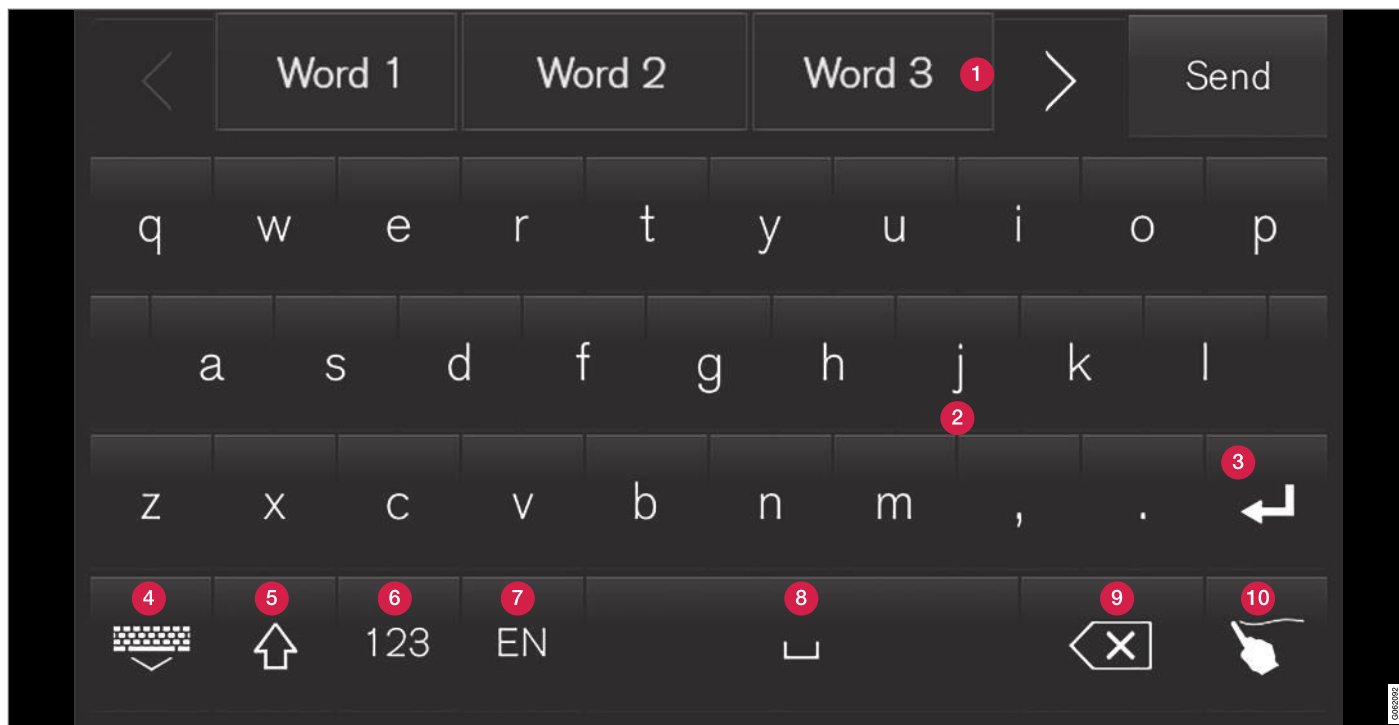 Word 1 Word 2 Word 3 1 Send
q w e r t y u i o p
a s d f g h j k l
2
3
z x c v b n m , .
4 5 6 7 8 9 10
123 EN
G062092